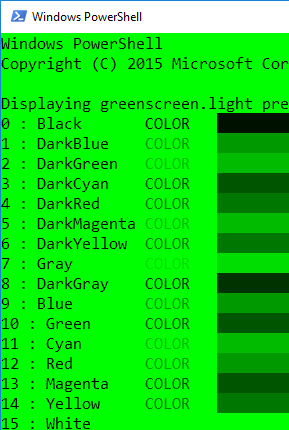 Windows PowerShell
Windows PowerShell
Copyright (C) 2015 Microsoft Cor
Displaying greenscreen.light pre
0 : Black COLOR
1 : DarkBlue COLOR
2 : DarkGreen COLOR
3 : DarkCyan COLOR
4 : DarkRed COLOR
5 : DarkMagenta COLOR
6 : DarkYellow COLOR
7 : Gray COLOR
8 : DarkGray COLOR
9 : Blue COLOR
10 : Green COLOR
11 : Cyan COLOR
12 : Red COLOR
13 : Magenta COLOR
14 : Yellow COLOR
15 : White